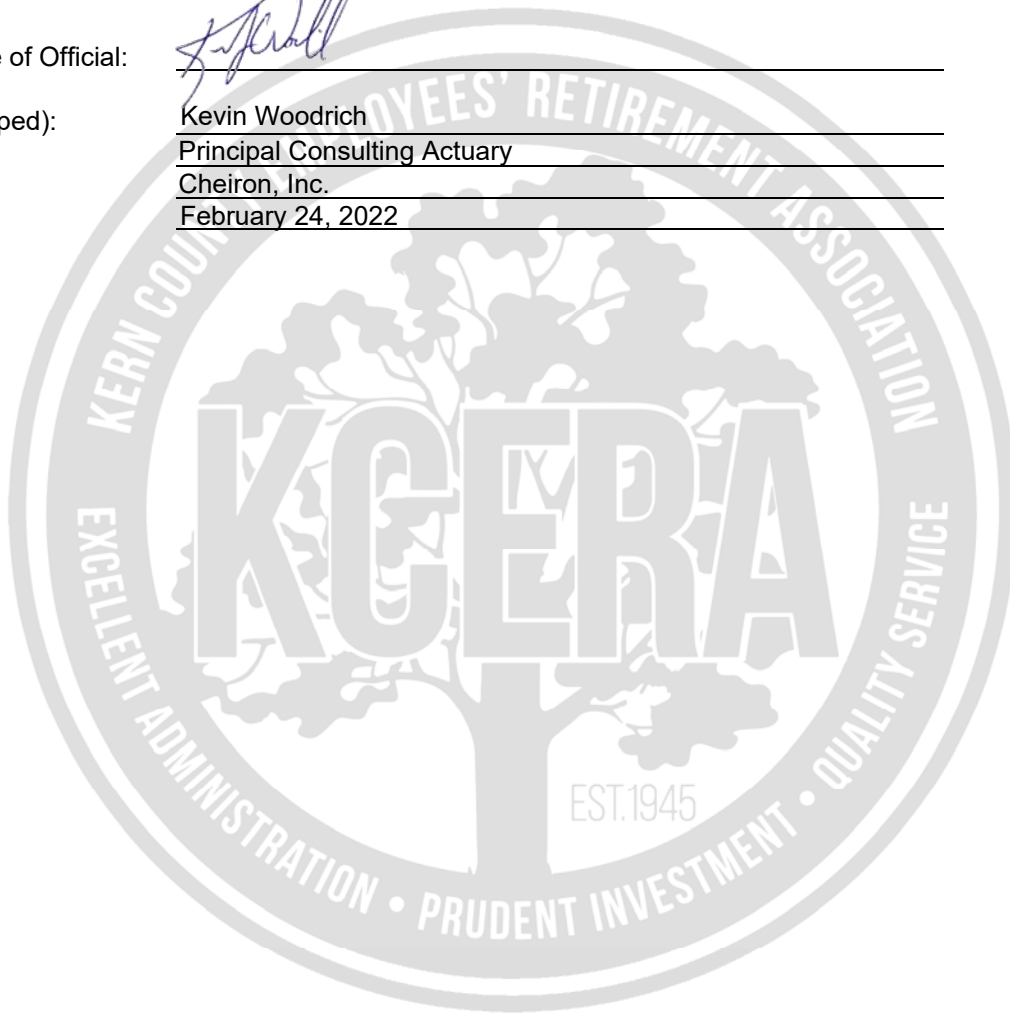 of Official:
ped):
Kevin Woodrich
Principal Consulting Actuary
Cheiron, Inc.
February 24, 2022
KERN COUNTY EMPLOYEES' RETIREMENT ASSOCIATION
KCERA
EST.1945
EXCELLENT ADMINISTRATION • PRUDENT INVESTMENT • QUALITY SERVICE